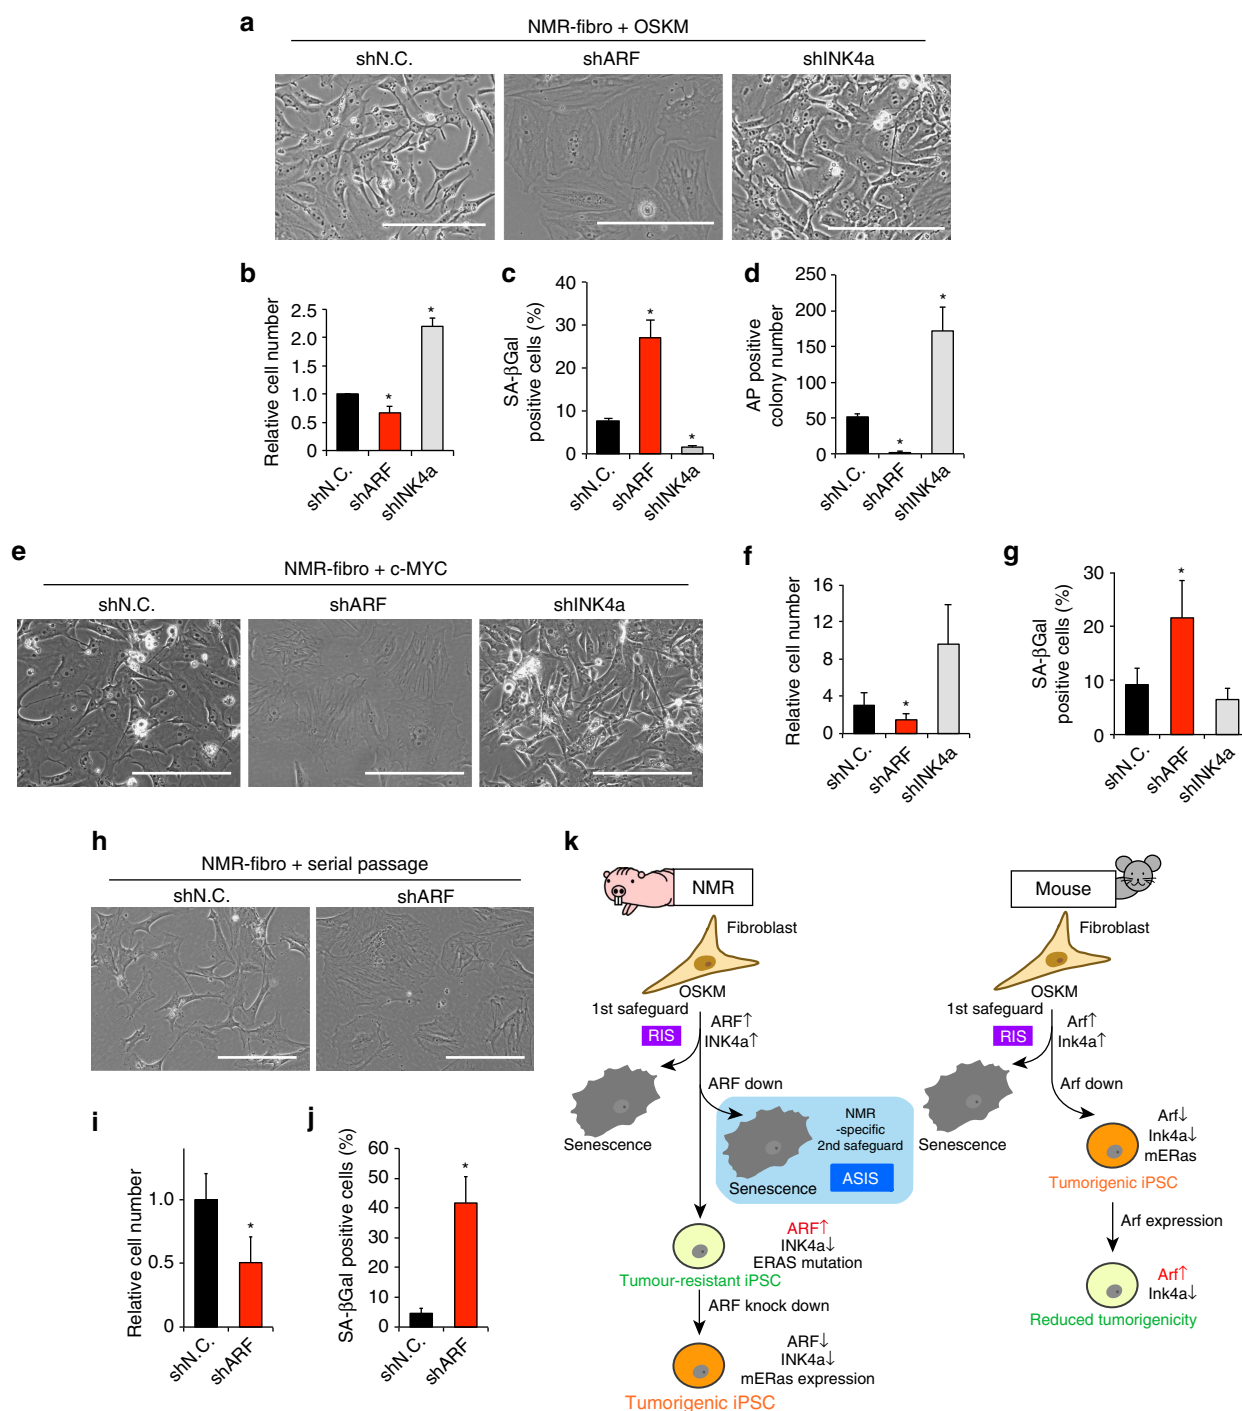 a
NMR-fibro + OSKM
shN.C.
shARF
shINK4a
b
Relative cell number
2.5
2.0
1.5
1.0
0.5
0
*
*
shN.C.
shARF
shINK4a
c
SA-βGal
positive cells (%)
40
30
20
10
0
*
*
shN.C.
shARF
shINK4a
d
AP positive
colony number
250
200
150
100
50
0
*
*
shN.C.
shARF
shINK4a
e
NMR-fibro + c-MYC
shN.C.
shARF
shINK4a
f
Relative cell number
16
12
8
4
0
*
shN.C.
shARF
shINK4a
g
SA-βGal
positive cells (%)
30
20
10
0
*
shN.C.
shARF
shINK4a
h
NMR-fibro + serial passage
shN.C.
shARF
i
Relative cell number
1.0
0.5
0
*
shN.C.
shARF
j
SA-βGal positive cells (%)
60
50
40
30
20
10
0
*
shN.C.
shARF
k
NMR
Fibroblast
OSKM
1st safeguard
RIS
ARF↑
INK4a↑
Senescence
ARF down
NMR
-specific
2nd safeguard
ASIS
Senescence
ARF↑
INK4a↓
ERAS mutation
Tumour-resistant iPSC
ARF knock down
ARF↓
INK4a↓
mERas expression
Tumorigenic iPSC
Mouse
Fibroblast
OSKM
1st safeguard
RIS
Arf↑
Ink4a↑
Senescence
Arf down
Arf↓
Ink4a↓
mERas
Tumorigenic iPSC
Arf expression
Arf↑
Ink4a↓
Reduced tumorigenicity